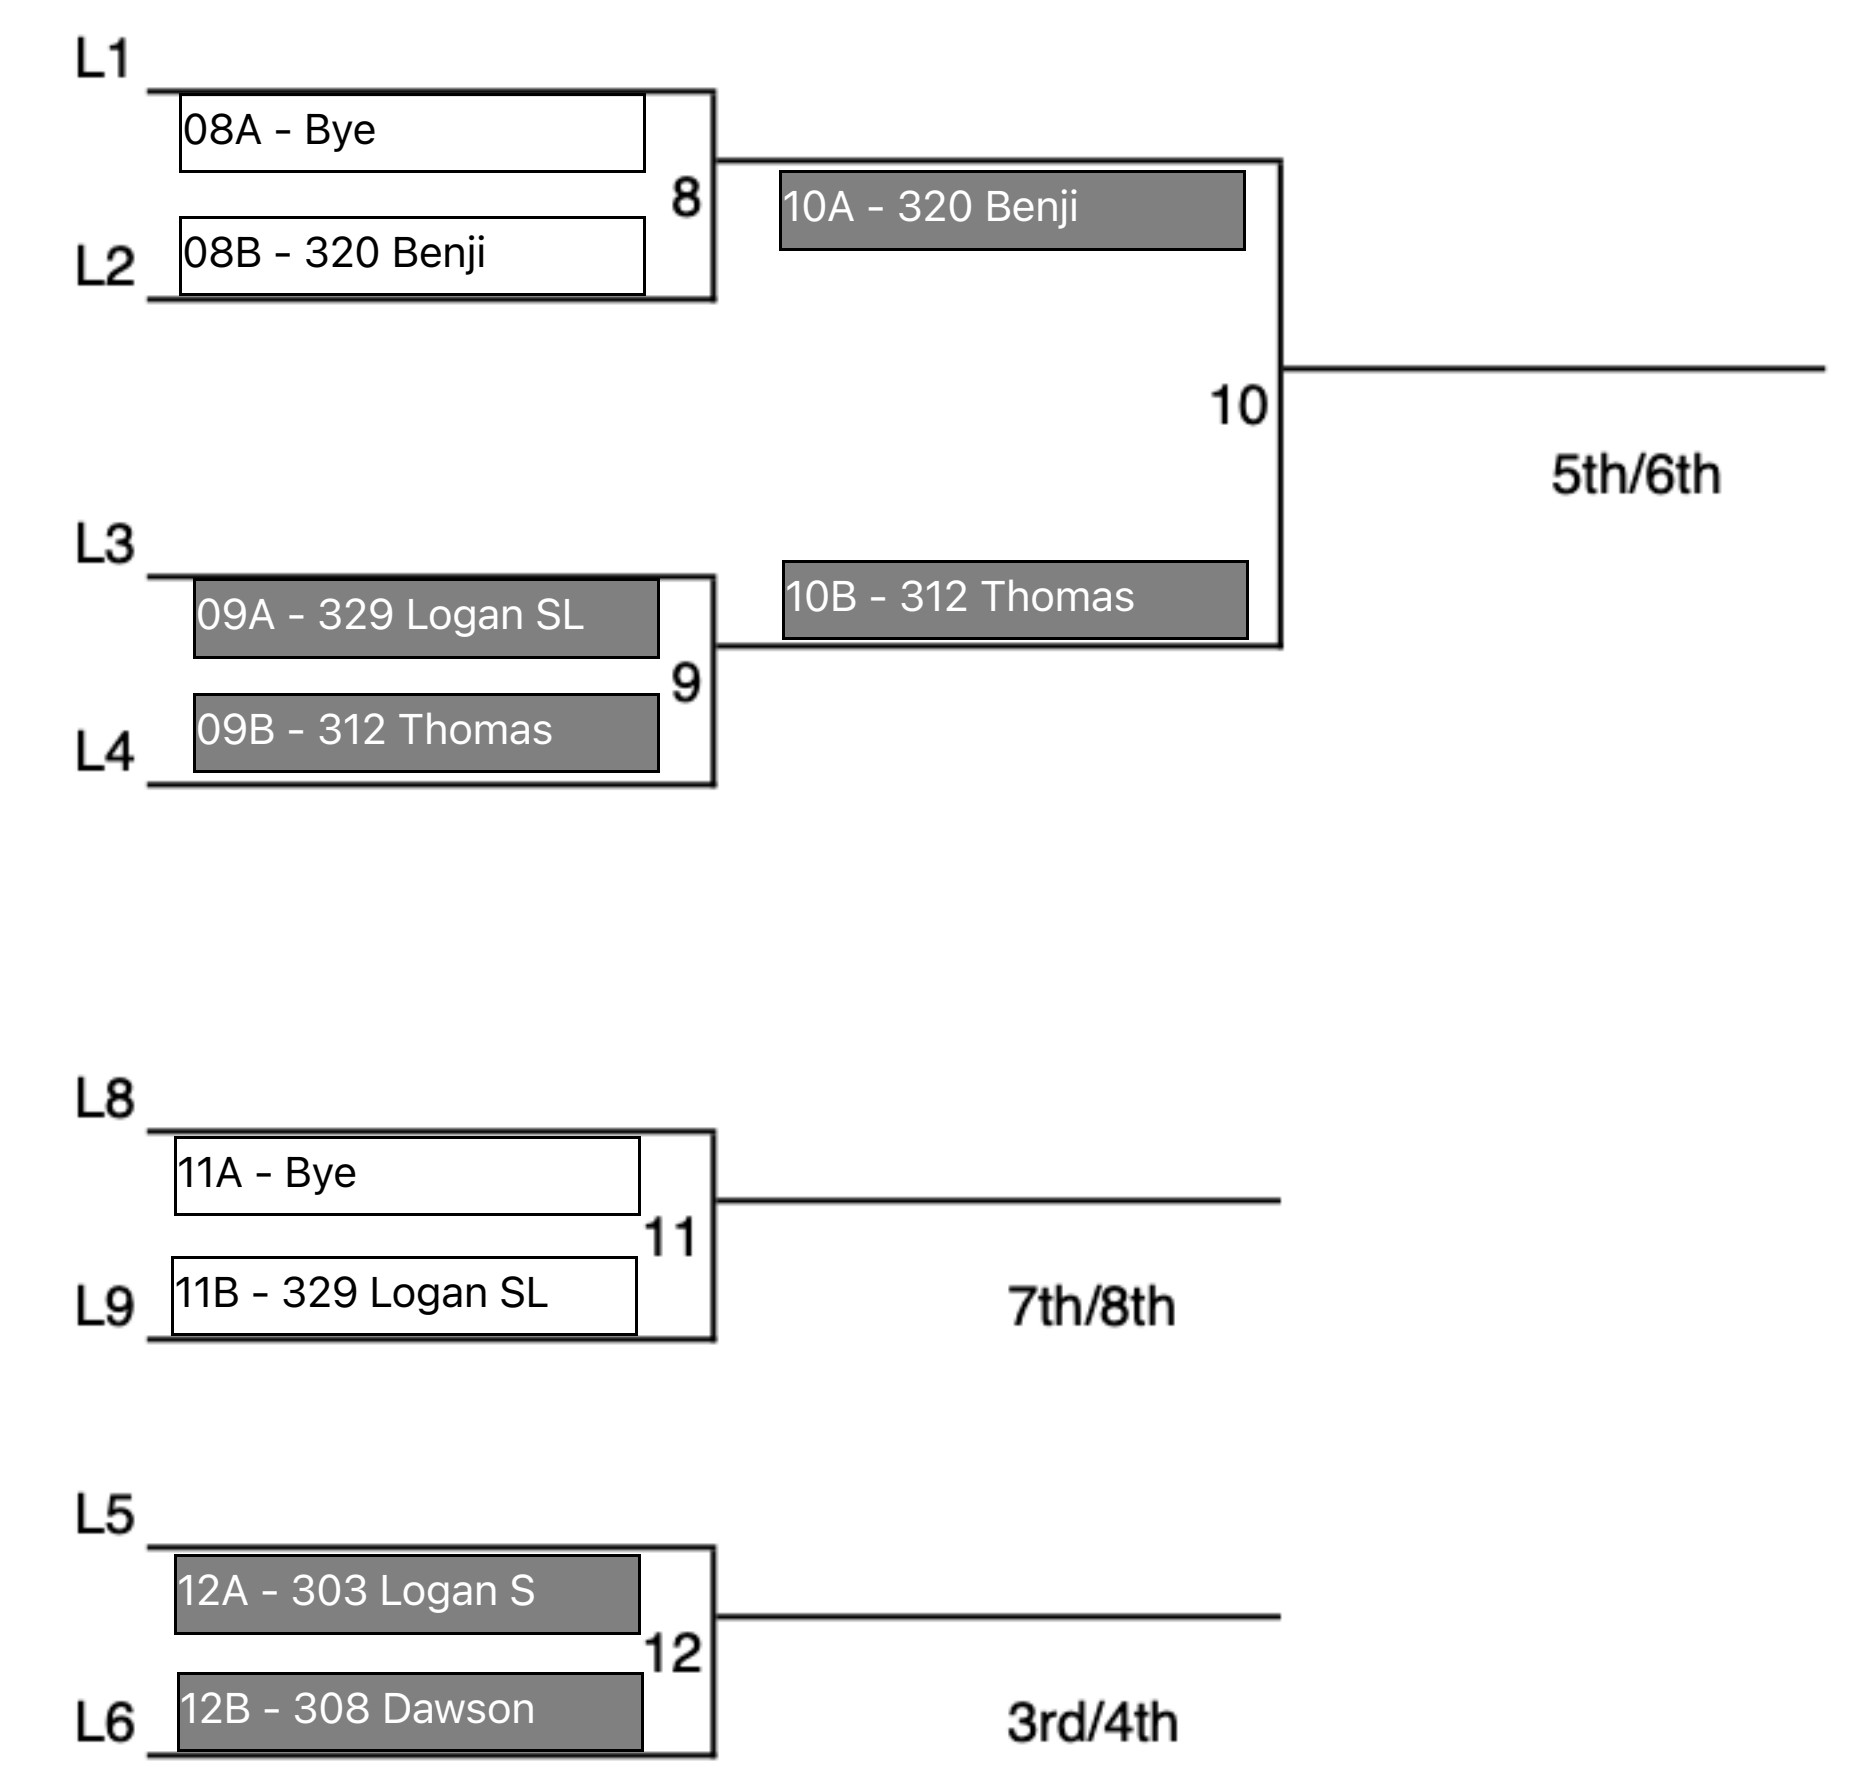 L1
08A - Bye
8
L2
08B - 320 Benji
10A - 320 Benji
10
5th/6th
L3
09A - 329 Logan SL
9
L4
09B - 312 Thomas
10B - 312 Thomas
L8
11A - Bye
11
L9
11B - 329 Logan SL
7th/8th
L5
12A - 303 Logan S
12
L6
12B - 308 Dawson
3rd/4th